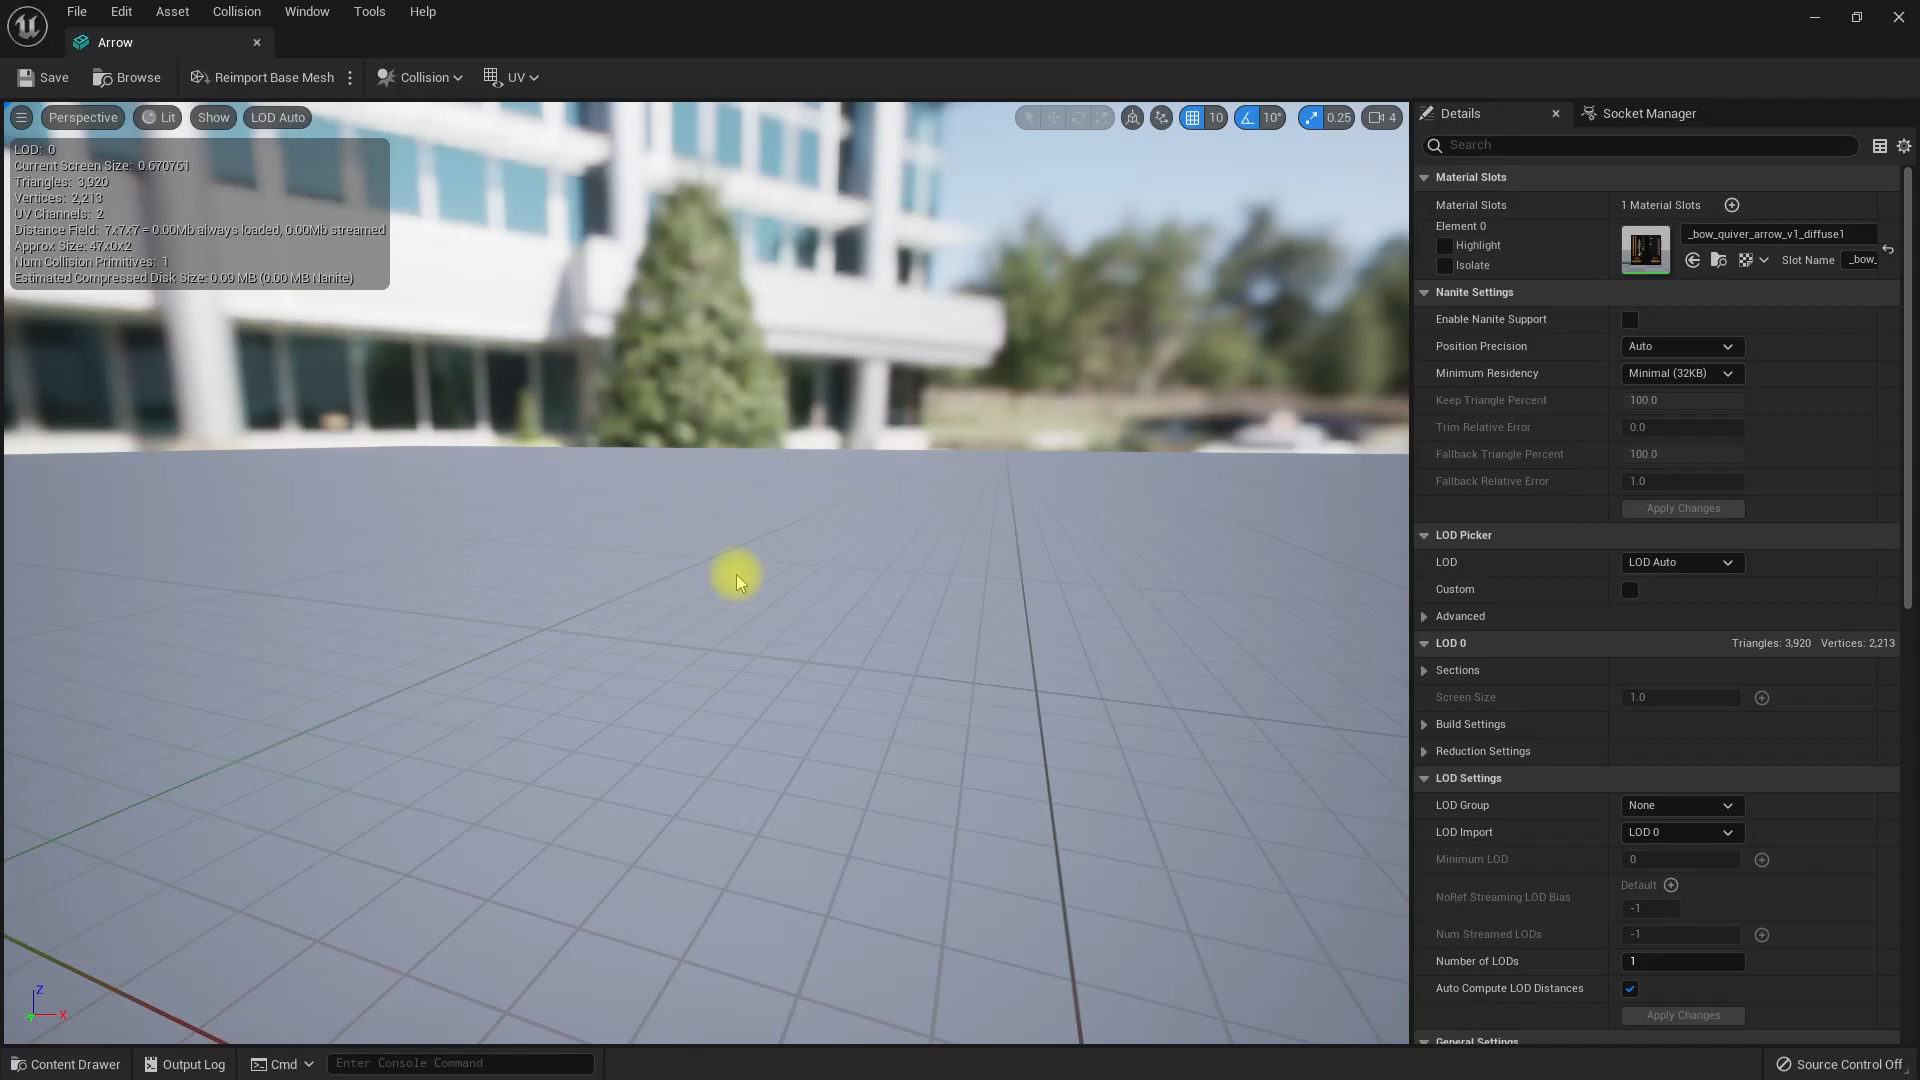 File Edit Asset Collision Window Tools Help
Arrow
Save Browse Reimport Base Mesh Collision UV
Perspective Lit Show LOD Auto 10 10° 0.25 4
LOD: 0
Current Screen Size: 0.670761
Triangles: 3,920
Vertices: 2,213
UV Channels: 2
Distance Field: 7x7x7 = 0.00Mb always loaded, 0.00Mb streamed
Approx Size: 47x0x2
Num Collision Primitives: 1
Estimated Compressed Disk Size: 0.09 MB (0.00 MB Nanite)
Z
X
Details Socket Manager
Search
Material Slots
Material Slots 1 Material Slots
Element 0
Highlight
Isolate
_bow_quiver_arrow_v1_diffuse1
Slot Name _bow_
Nanite Settings
Enable Nanite Support
Position Precision Auto
Minimum Residency Minimal (32KB)
Keep Triangle Percent 100.0
Trim Relative Error 0.0
Fallback Triangle Percent 100.0
Fallback Relative Error 1.0
Apply Changes
LOD Picker
LOD LOD Auto
Custom
Advanced
LOD 0 Triangles: 3,920 Vertices: 2,213
Sections
Screen Size 1.0
Build Settings
Reduction Settings
LOD Settings
LOD Group None
LOD Import LOD 0
Minimum LOD 0
NoRef Streaming LOD Bias Default
-1
Num Streamed LODs -1
Number of LODs 1
Auto Compute LOD Distances
Apply Changes
General Settings
Content Drawer Output Log Cmd Enter Console Command Source Control Off